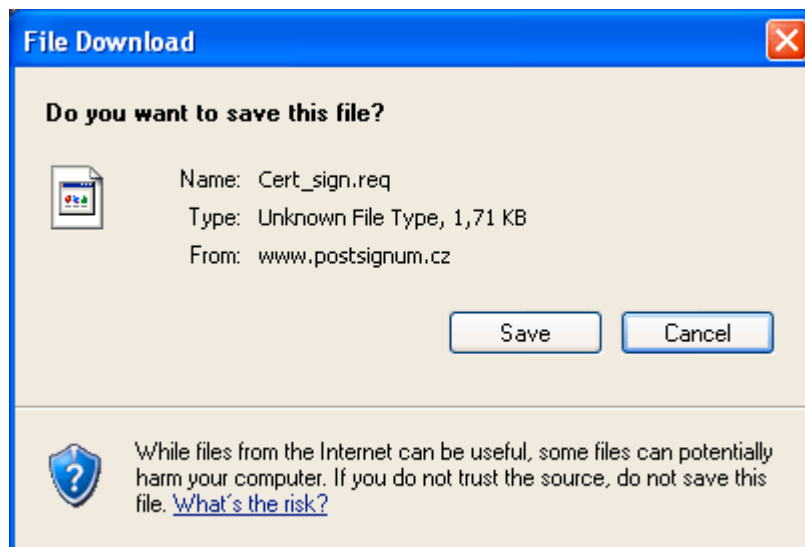 File Download
Do you want to save this file?
Name: Cert_sign.req
Type: Unknown File Type, 1,71 KB
From: www.postsignum.cz
Save Cancel
While files from the Internet can be useful, some files can potentially
harm your computer. If you do not trust the source, do not save this
file. What's the risk?